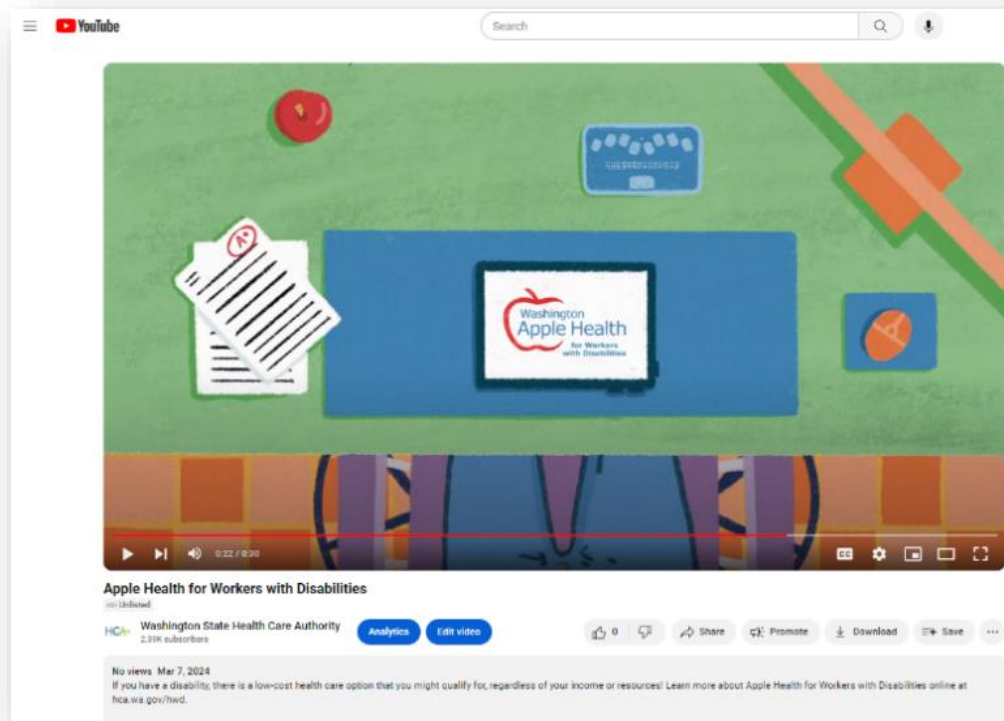 YouTube
Search
A+
Washington
Apple Health
for Workers
with Disabilities
0:22 / 0:30
CC
Apple Health for Workers with Disabilities
Unlisted
HCA
Washington State Health Care Authority
2.39K subscribers
Analytics
Edit video
0
Share
Promote
Download
Save
No views Mar 7, 2024
If you have a disability, there is a low-cost health care option that you might qualify for, regardless of your income or resources! Learn more about Apple Health for Workers with Disabilities online at
hca.wa.gov/hwd.